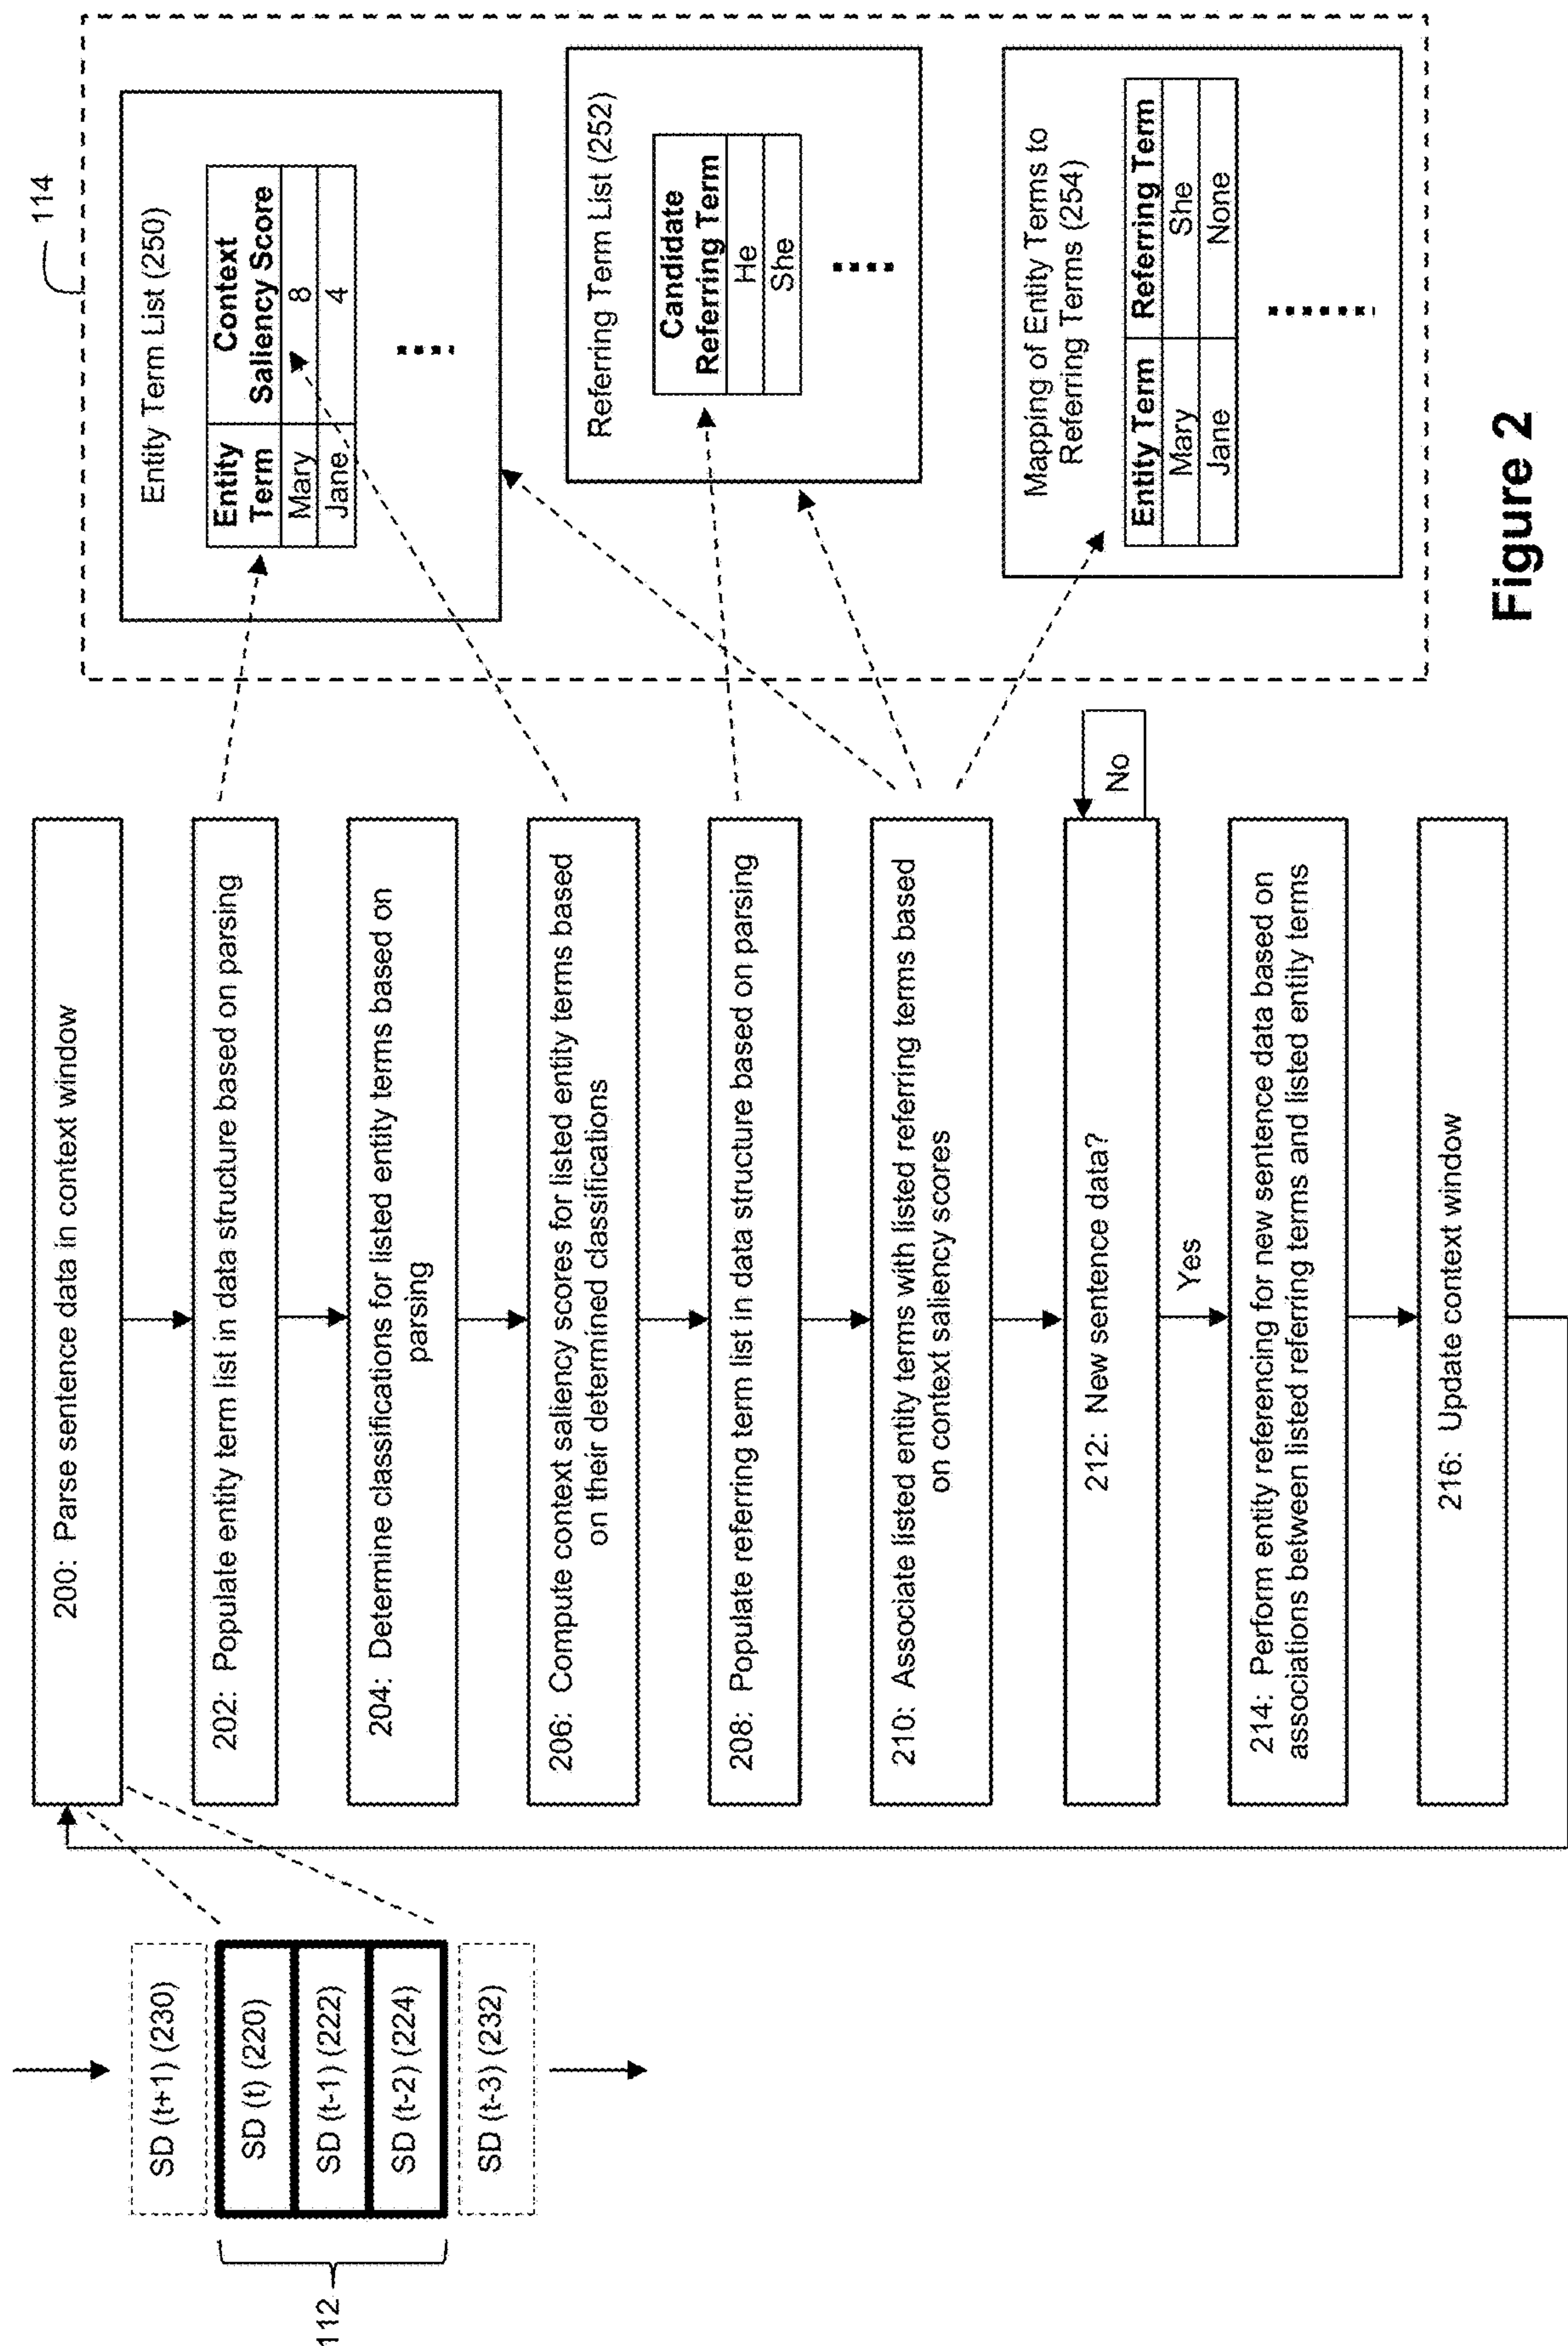 112
SD (t+1) (230)
SD (t) (220)
SD (t-1) (222)
SD (t-2) (224)
SD (t-3) (232)
200: Parse sentence data in context window
202: Populate entity term list in data structure based on parsing
204: Determine classifications for listed entity terms based on
parsing
206: Compute context saliency scores for listed entity terms based
on their determined classifications
208: Populate referring term list in data structure based on parsing
210: Associate listed entity terms with listed referring terms based
on context saliency scores
212: New sentence data?
No
Yes
214: Perform entity referencing for new sentence data based on
associations between listed referring terms and listed entity terms
216: Update context window
114
Entity Term List (250)
Entity
Term
Context
Saliency Score
Mary
8
Jane
4
Referring Term List (252)
Candidate
Referring Term
He
She
Mapping of Entity Terms to
Referring Terms (254)
Entity Term
Referring Term
Mary
She
Jane
None
Figure 2